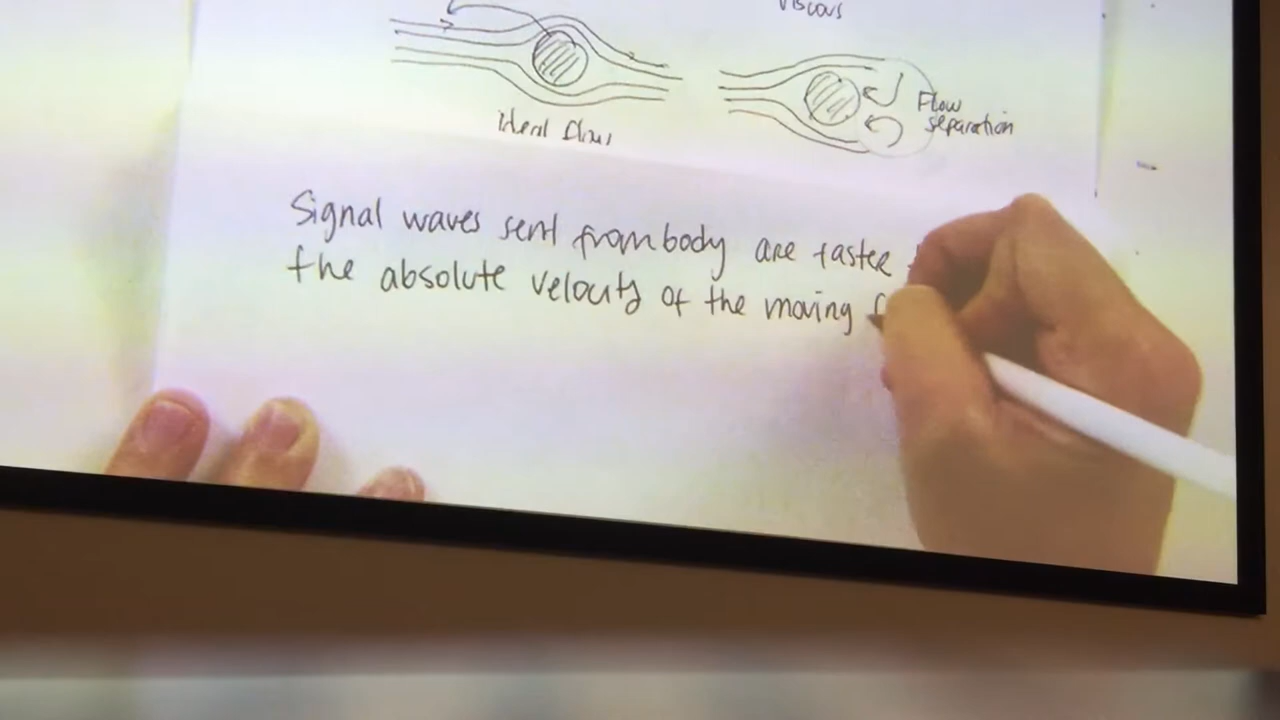 Viscous
Ideal flow
Flow
separation
Signal waves sent from body are faster
the absolute velocity of the moving